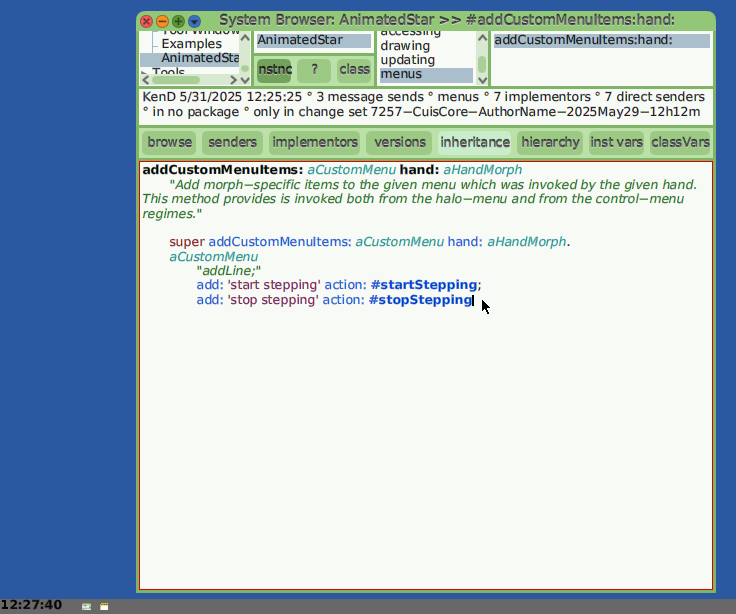 System Browser: AnimatedStar >> #addCustomMenuItems:hand:
Examples
AnimatedSta
Tools
AnimatedStar
nstnc
?
class
accessing
drawing
updating
menus
addCustomMenuItems:hand:
KenD 5/31/2025 12:25:25 ° 3 message sends ° menus ° 7 implementors ° 7 direct senders
° in no package ° only in change set 7257−CuisCore−AuthorName−2025May29−12h12m
browse
senders
implementors
versions
inheritance
hierarchy
inst vars
classVars
addCustomMenuItems: aCustomMenu hand: aHandMorph
"Add morph−specific items to the given menu which was invoked by the given hand.
This method provides is invoked both from the halo−menu and from the control−menu
regimes."
super addCustomMenuItems: aCustomMenu hand: aHandMorph.
aCustomMenu
"addLine;"
add: 'start stepping' action: #startStepping;
add: 'stop stepping' action: #stopStepping
12:27:40